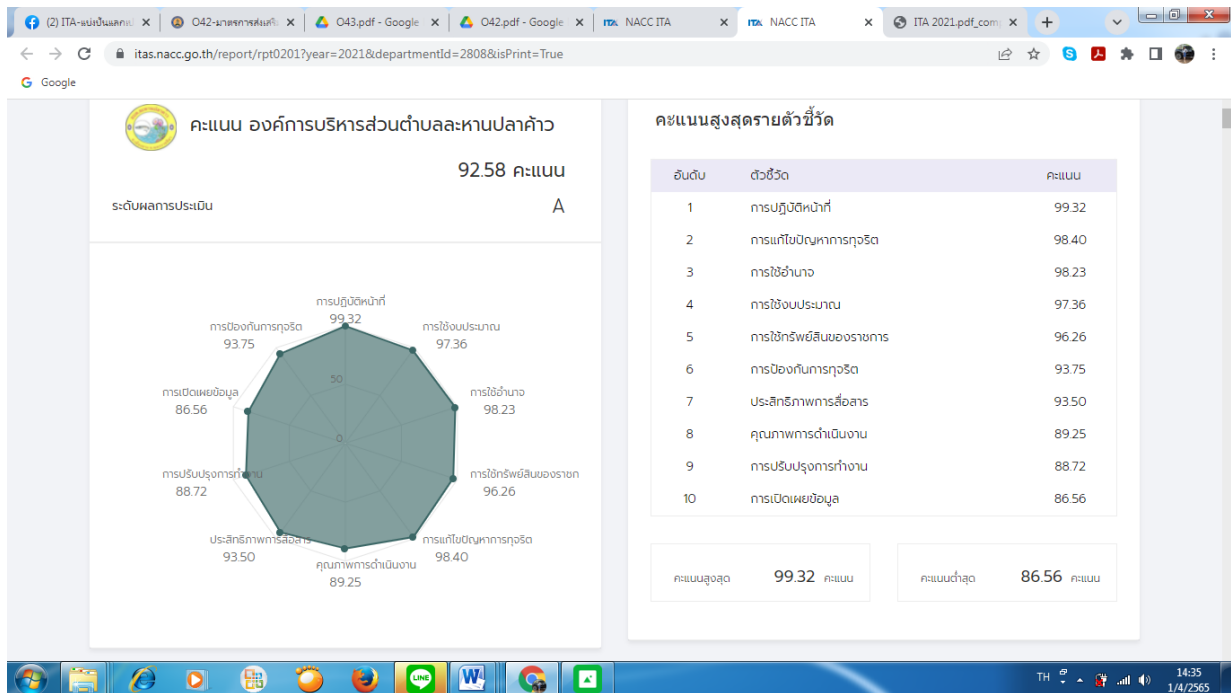 (2) ITA-แบ่งปันแลกเป
O42-มาตรการส่งเสริ
O43.pdf - Google
O42.pdf - Google
ITA NACC ITA
ITA NACC ITA
ITA 2021.pdf_com
itas.nacc.go.th/report/rpt0201?year=2021&departmentId=2808&isPrint=True
Google
คะแนน องค์การบริหารส่วนตำบลละหานปลาค้าว
92.58 คะแนน
ระดับผลการประเมิน A
การปฏิบัติหน้าที่
99.32
การป้องกันการทุจริต
93.75
การใช้งบประมาณ
97.36
50
การเปิดเผยข้อมูล
86.56
การใช้อำนาจ
98.23
0
การปรับปรุงการทำงาน
88.72
การใช้ทรัพย์สินของราชก
96.26
ประสิทธิภาพการสื่อสาร
93.50
การแก้ไขปัญหาการทุจริต
98.40
คุณภาพการดำเนินงาน
89.25
คะแนนสูงสุดรายตัวชี้วัด
อันดับ ตัวชี้วัด คะแนน
1 การปฏิบัติหน้าที่ 99.32
2 การแก้ไขปัญหาการทุจริต 98.40
3 การใช้อำนาจ 98.23
4 การใช้งบประมาณ 97.36
5 การใช้ทรัพย์สินของราชการ 96.26
6 การป้องกันการทุจริต 93.75
7 ประสิทธิภาพการสื่อสาร 93.50
8 คุณภาพการดำเนินงาน 89.25
9 การปรับปรุงการทำงาน 88.72
10 การเปิดเผยข้อมูล 86.56
คะแนนสูงสุด 99.32 คะแนน
คะแนนต่ำสุด 86.56 คะแนน
LINE
TH
14:35
1/4/2565